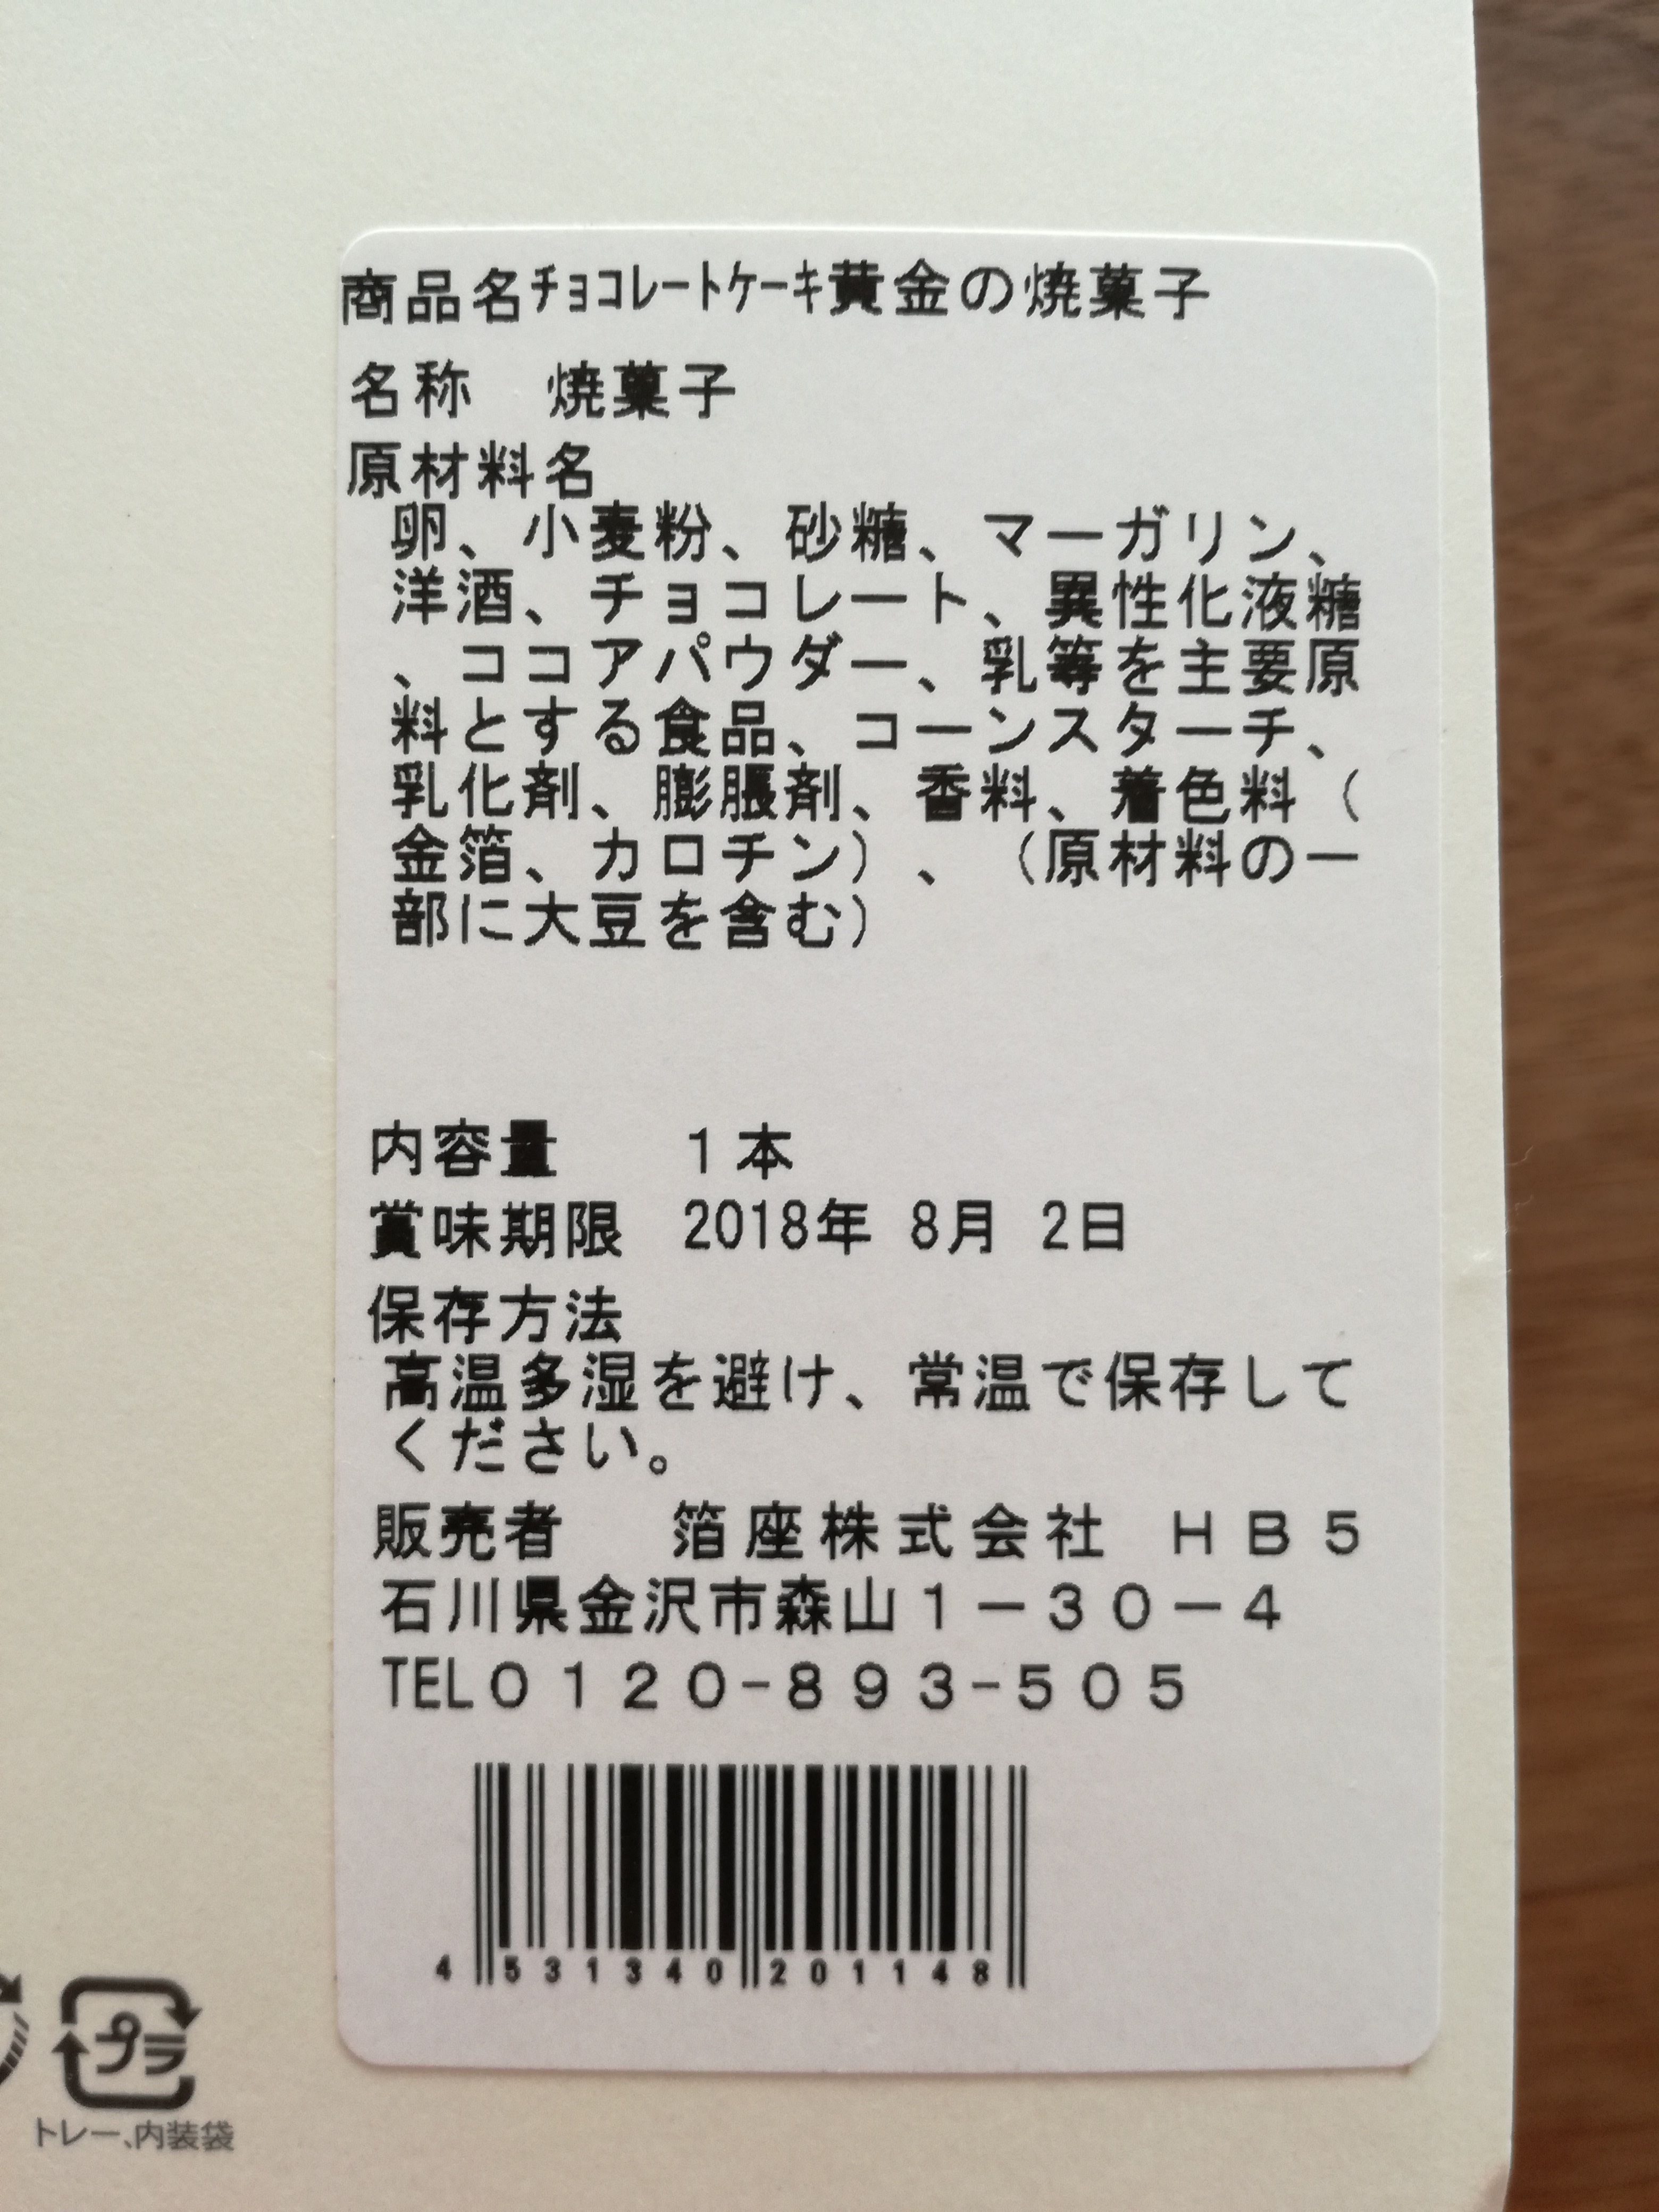 商品名ﾁｮｺﾚｰﾄｹｰｷ黄金の焼菓子
名称　焼菓子
原材料名
卵、小麦粉、砂糖、マーガリン、
洋酒、チョコレート、異性化液糖
、ココアパウダー、乳等を主要原
料とする食品、コーンスターチ、
乳化剤、膨脹剤、香料、着色料（
金箔、カロチン）、（原材料の一
部に大豆を含む）
内容量　　1本
賞味期限　2018年 8月 2日
保存方法
高温多湿を避け、常温で保存して
ください。
販売者　箔座株式会社 ＨＢ５
石川県金沢市森山１－３０－４
TEL０１２０-８９３-５０５
4 531340 201148
プラ
トレー、内装袋